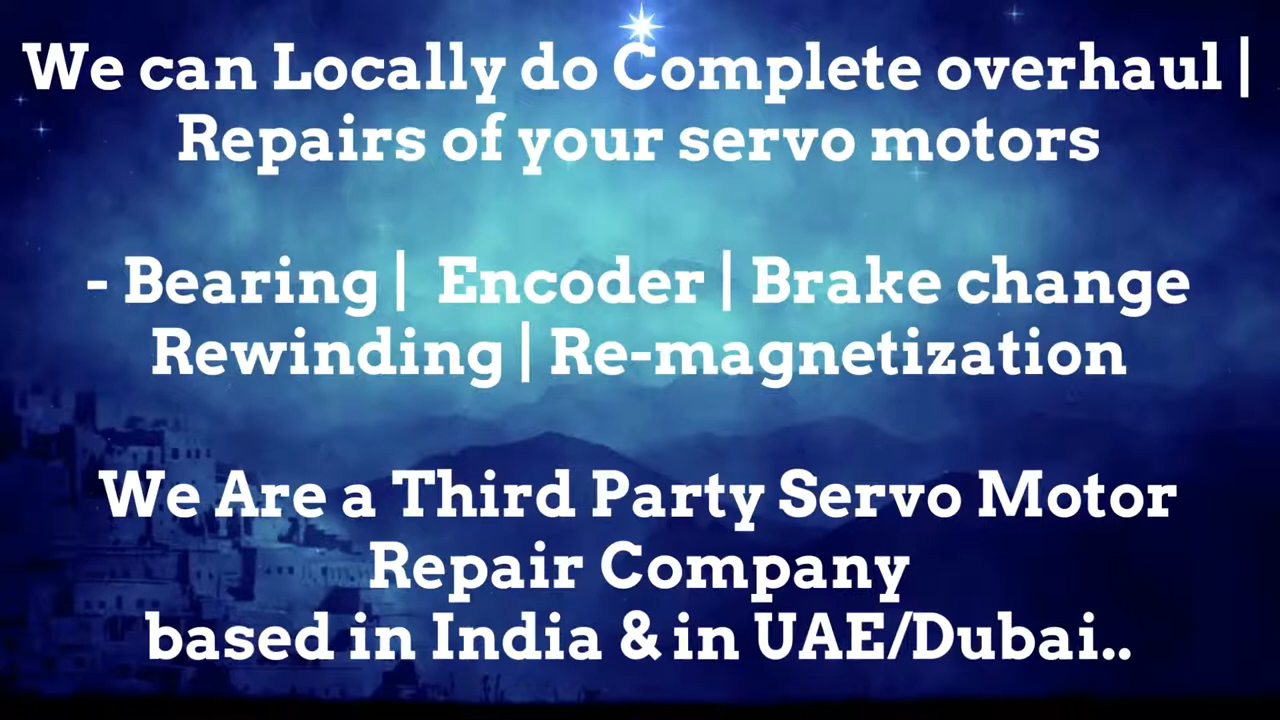 We can Locally do Complete overhaul |
Repairs of your servo motors
- Bearing | Encoder | Brake change
Rewinding | Re-magnetization
We Are a Third Party Servo Motor
Repair Company
based in India & in UAE/Dubai..